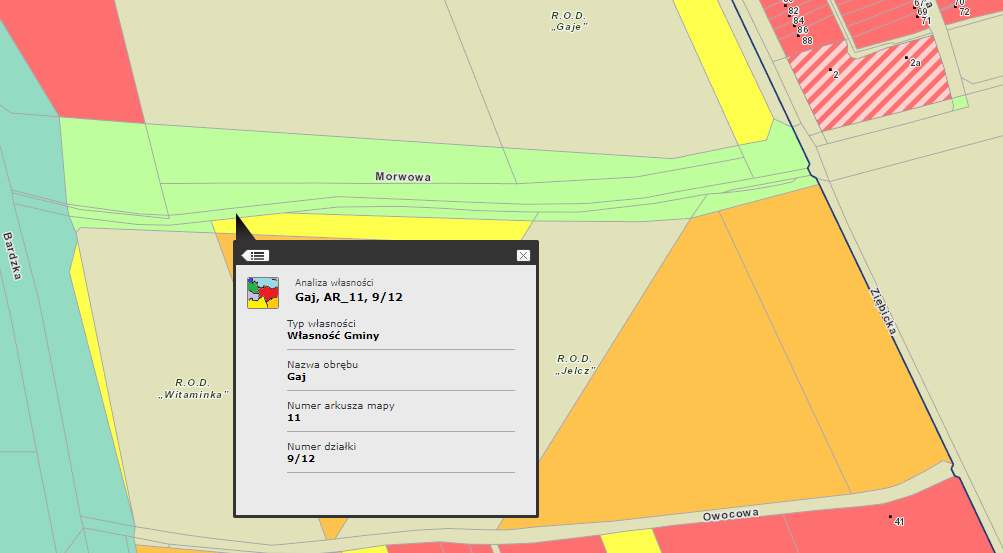 R.O.D.
„Gaje”
82
84
86
88
67
69
71
70
72
2
2a
Morwowa
Bardzka
Ziębicka
R.O.D.
„Witaminka”
R.O.D.
„Jelcz”
Analiza własności
Gaj, AR_11, 9/12
Typ własności
Własność Gminy
Nazwa obrębu
Gaj
Numer arkusza mapy
11
Numer działki
9/12
Owocowa
41